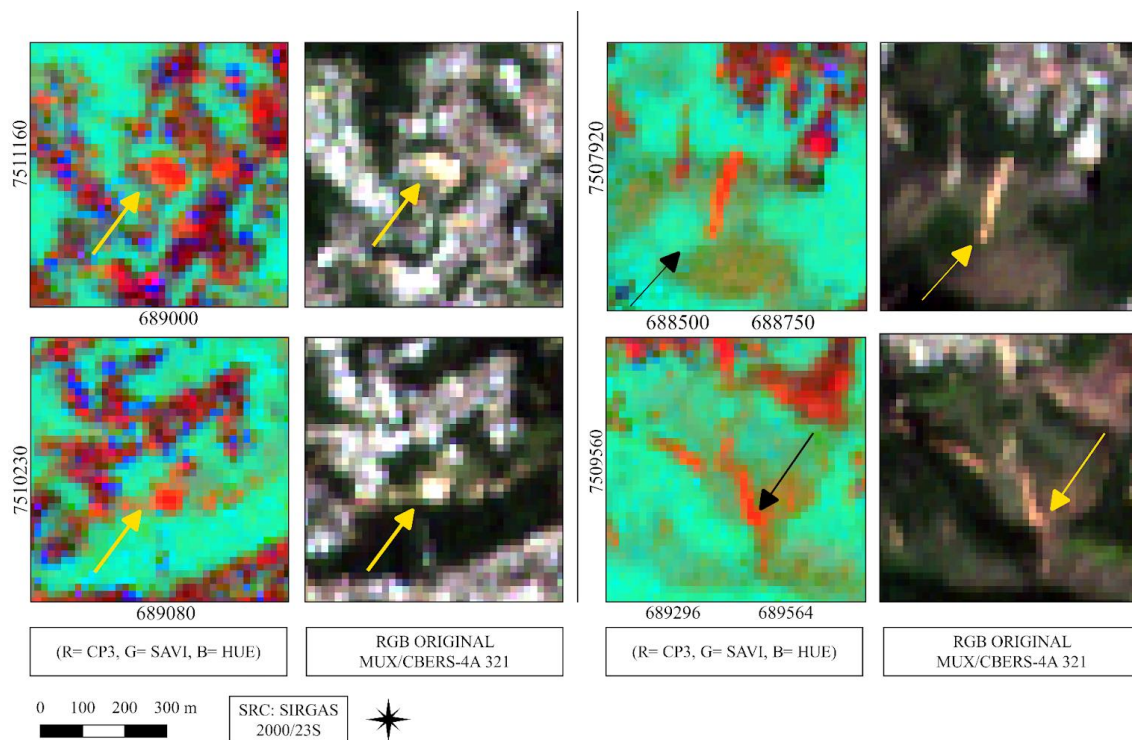 7511160
7507920
689000
688500
688750
7510230
7509560
689080
689296
689564
(R= CP3, G= SAVI, B= HUE)
RGB ORIGINAL
MUX/CBERS-4A 321
(R= CP3, G= SAVI, B= HUE)
RGB ORIGINAL
MUX/CBERS-4A 321
0 100 200 300 m
SRC: SIRGAS
2000/23S